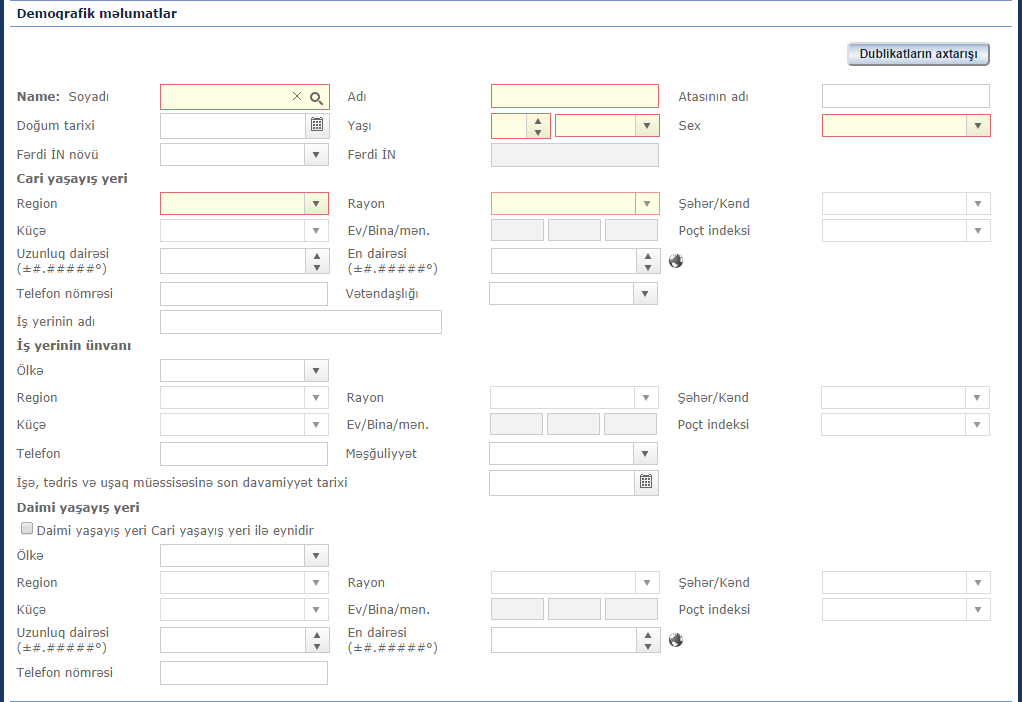 Demoqrafik məlumatlar
Dublikatların axtarışı
Name: Soyadı Adı Atasının adı
Doğum tarixi Yaşı Sex
Fərdi İN növü Fərdi İN
Cari yaşayış yeri
Region Rayon Şəhər/Kənd
Küçə Ev/Bina/mən. Poçt indeksi
Uzunluq dairəsi En dairəsi
(±#.#####°) (±#.#####°)
Telefon nömrəsi Vətəndaşlığı
İş yerinin adı
İş yerinin ünvanı
Ölkə
Region Rayon Şəhər/Kənd
Küçə Ev/Bina/mən. Poçt indeksi
Telefon Məşğuliyyət
İşə, tədris və uşaq müəssisəsinə son davamiyyət tarixi
Daimi yaşayış yeri
Daimi yaşayış yeri Cari yaşayış yeri ilə eynidir
Ölkə
Region Rayon Şəhər/Kənd
Küçə Ev/Bina/mən. Poçt indeksi
Uzunluq dairəsi En dairəsi
(±#.#####°) (±#.#####°)
Telefon nömrəsi